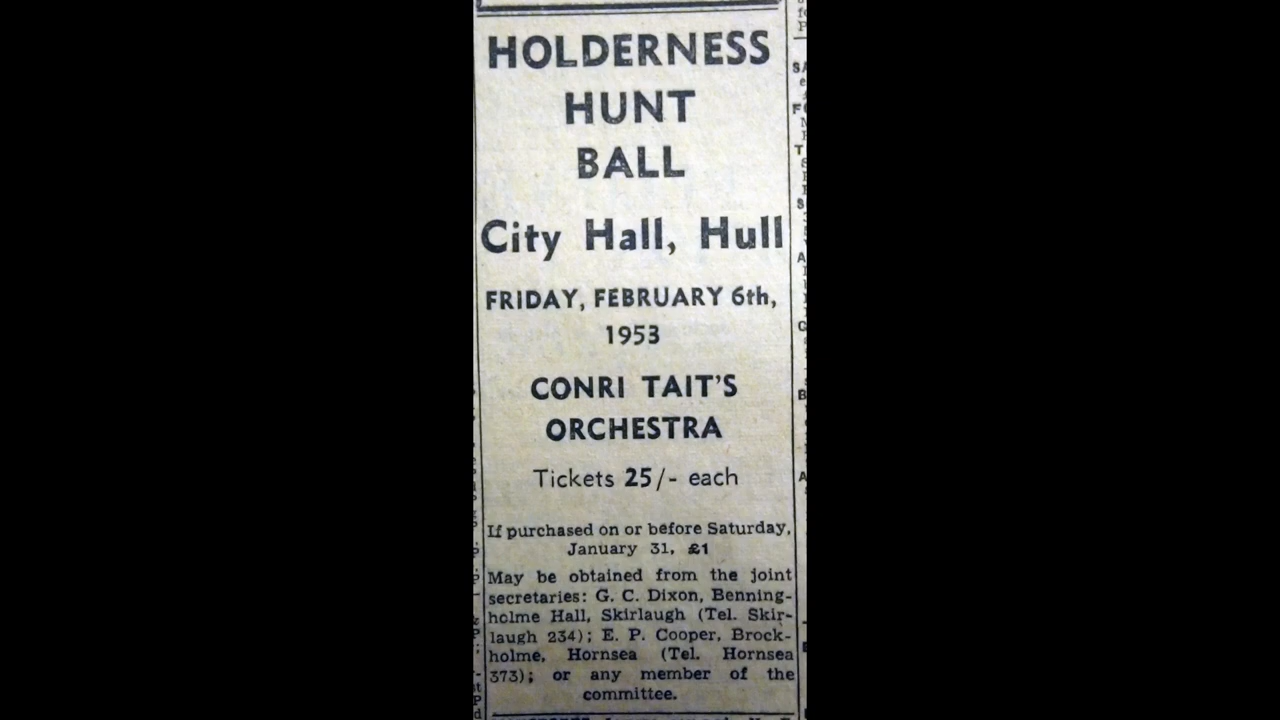 HOLDERNESS
HUNT
BALL
City Hall, Hull
FRIDAY, FEBRUARY 6th,
1953
CONRI TAIT'S
ORCHESTRA
Tickets 25/- each
If purchased on or before Saturday,
January 31, £1
May be obtained from the joint
secretaries: G. C. Dixon, Benning-
holme Hall, Skirlaugh (Tel. Skir-
laugh 234); E. P. Cooper, Brock-
holme, Hornsea (Tel. Hornsea
373); or any member of the
committee.